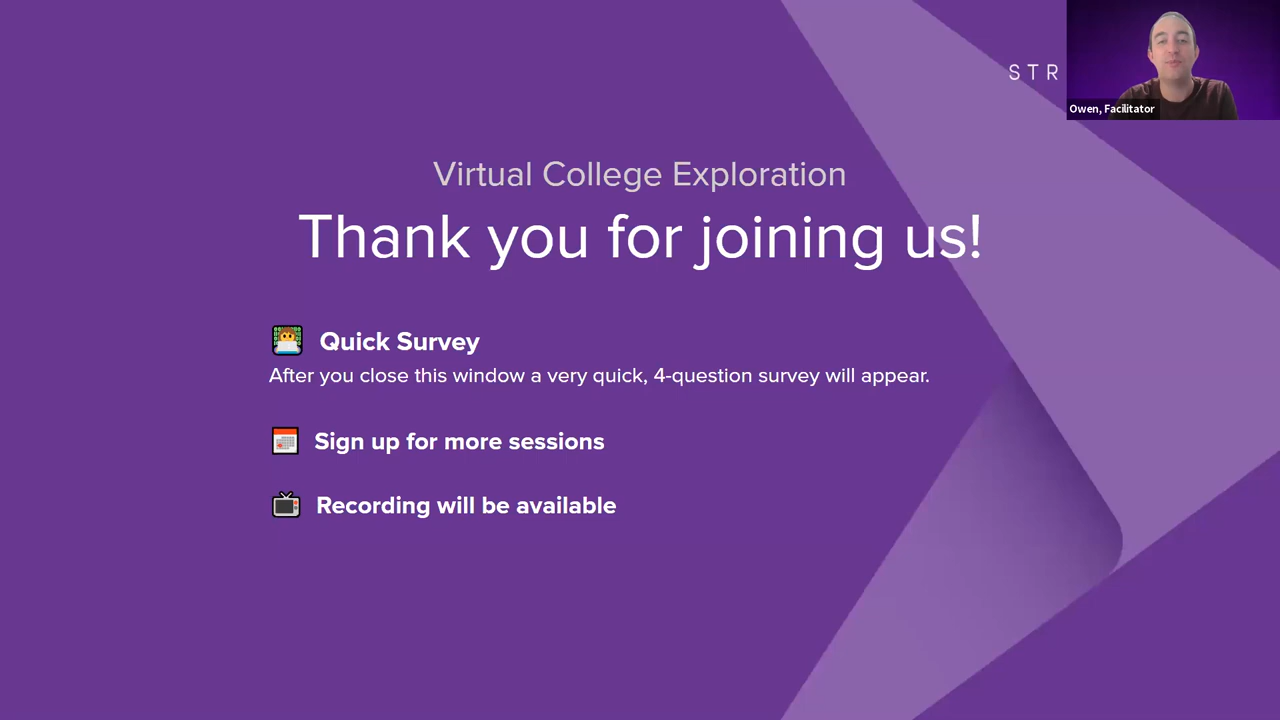 STR
Owen, Facilitator
Virtual College Exploration
Thank you for joining us!
Quick Survey
After you close this window a very quick, 4-question survey will appear.
Sign up for more sessions
Recording will be available